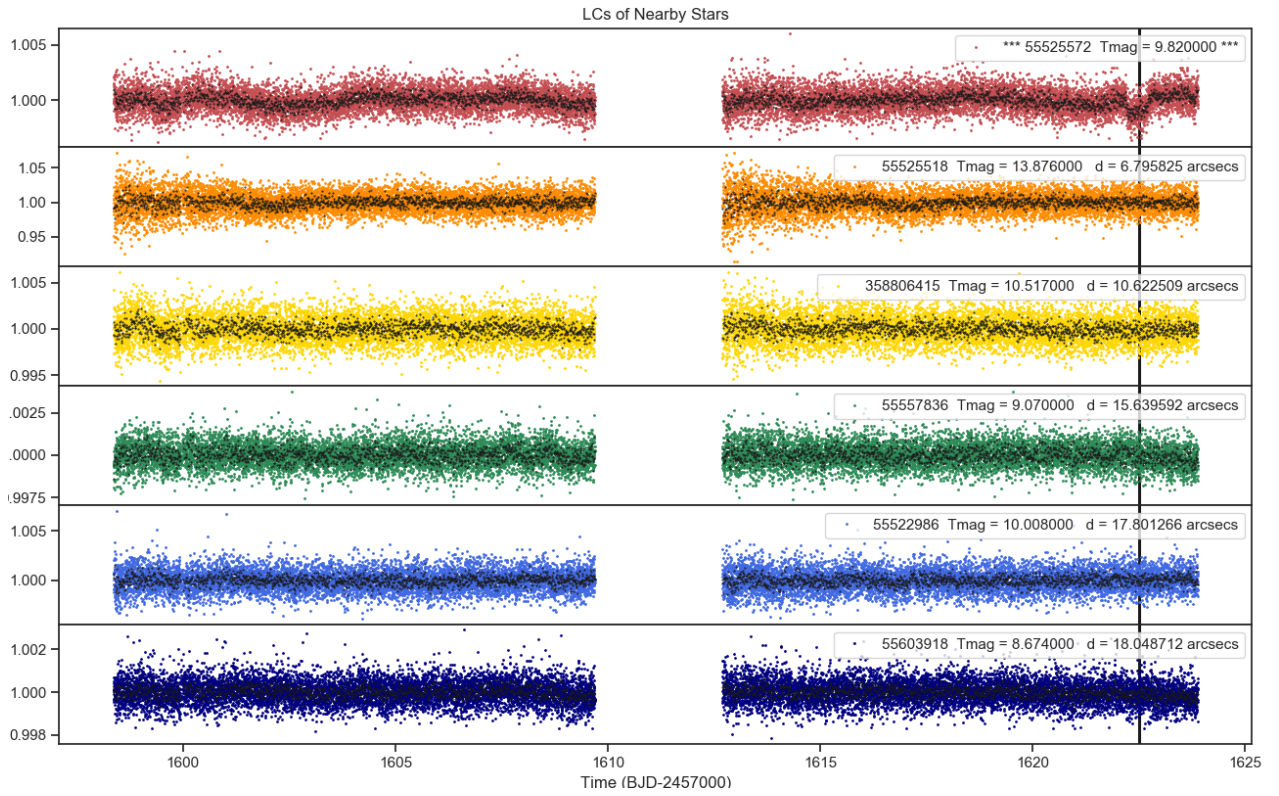 LCs of Nearby Stars
*** 55525572 Tmag = 9.820000 ***
1.005
1.000
55525518 Tmag = 13.876000 d = 6.795825 arcsecs
1.05
1.00
0.95
358806415 Tmag = 10.517000 d = 10.622509 arcsecs
1.005
1.000
0.995
55557836 Tmag = 9.070000 d = 15.639592 arcsecs
.0025
.0000
.9975
55522986 Tmag = 10.008000 d = 17.801266 arcsecs
1.005
1.000
55603918 Tmag = 8.674000 d = 18.048712 arcsecs
1.002
1.000
0.998
1600 1605 1610 1615 1620 1625
Time (BJD-2457000)